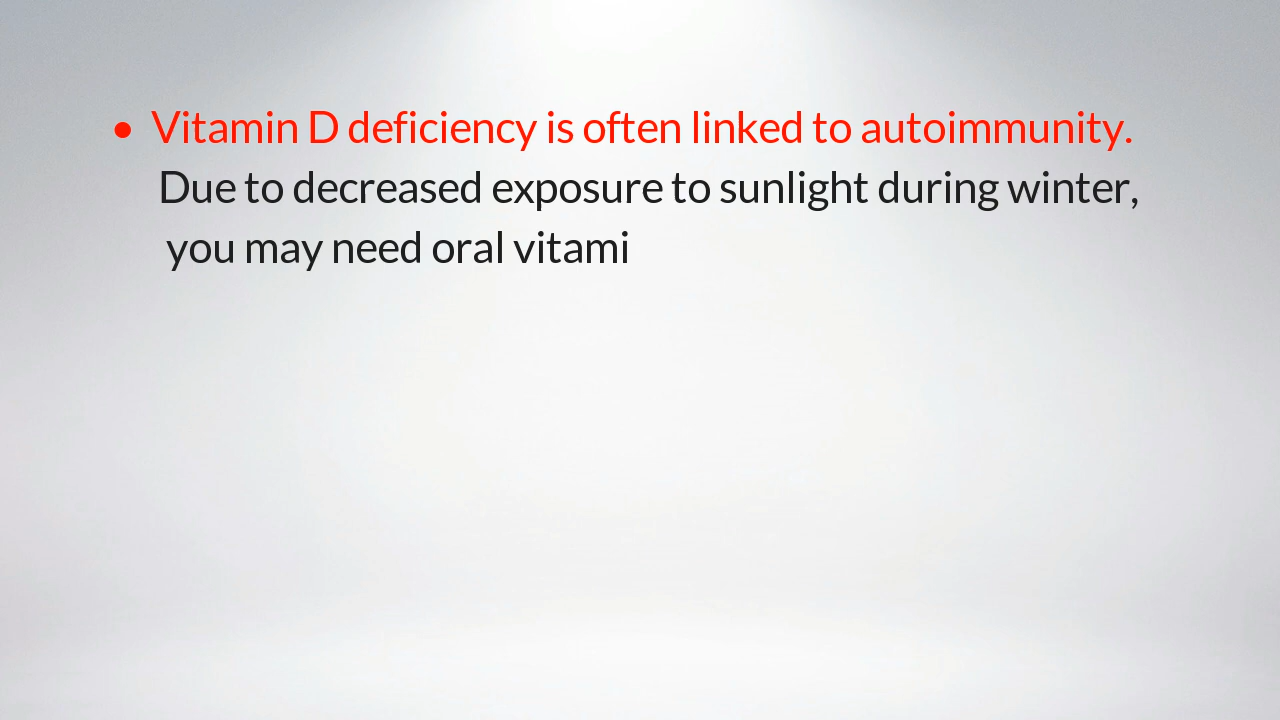 • Vitamin D deficiency is often linked to autoimmunity.
Due to decreased exposure to sunlight during winter,
you may need oral vitami